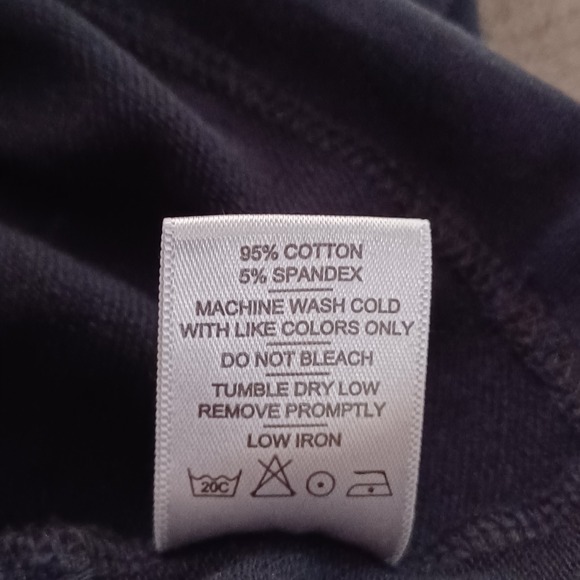 95% COTTON
5% SPANDEX
MACHINE WASH COLD
WITH LIKE COLORS ONLY
DO NOT BLEACH
TUMBLE DRY LOW
REMOVE PROMPTLY
LOW IRON
20C